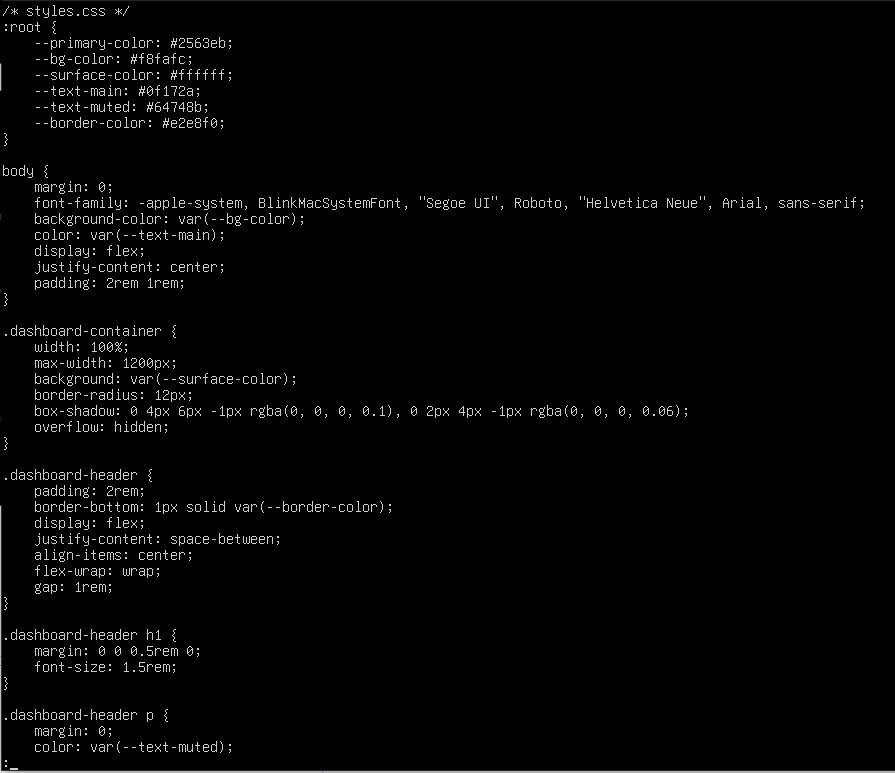 /* styles.css */
:root {
    --primary-color: #2563eb;
    --bg-color: #f8fafc;
    --surface-color: #ffffff;
    --text-main: #0f172a;
    --text-muted: #64748b;
    --border-color: #e2e8f0;
}

body {
    margin: 0;
    font-family: -apple-system, BlinkMacSystemFont, "Segoe UI", Roboto, "Helvetica Neue", Arial, sans-serif;
    background-color: var(--bg-color);
    color: var(--text-main);
    display: flex;
    justify-content: center;
    padding: 2rem 1rem;
}

.dashboard-container {
    width: 100%;
    max-width: 1200px;
    background: var(--surface-color);
    border-radius: 12px;
    box-shadow: 0 4px 6px -1px rgba(0, 0, 0, 0.1), 0 2px 4px -1px rgba(0, 0, 0, 0.06);
    overflow: hidden;
}

.dashboard-header {
    padding: 2rem;
    border-bottom: 1px solid var(--border-color);
    display: flex;
    justify-content: space-between;
    align-items: center;
    flex-wrap: wrap;
    gap: 1rem;
}

.dashboard-header h1 {
    margin: 0 0 0.5rem 0;
    font-size: 1.5rem;
}

.dashboard-header p {
    margin: 0;
    color: var(--text-muted);
:_